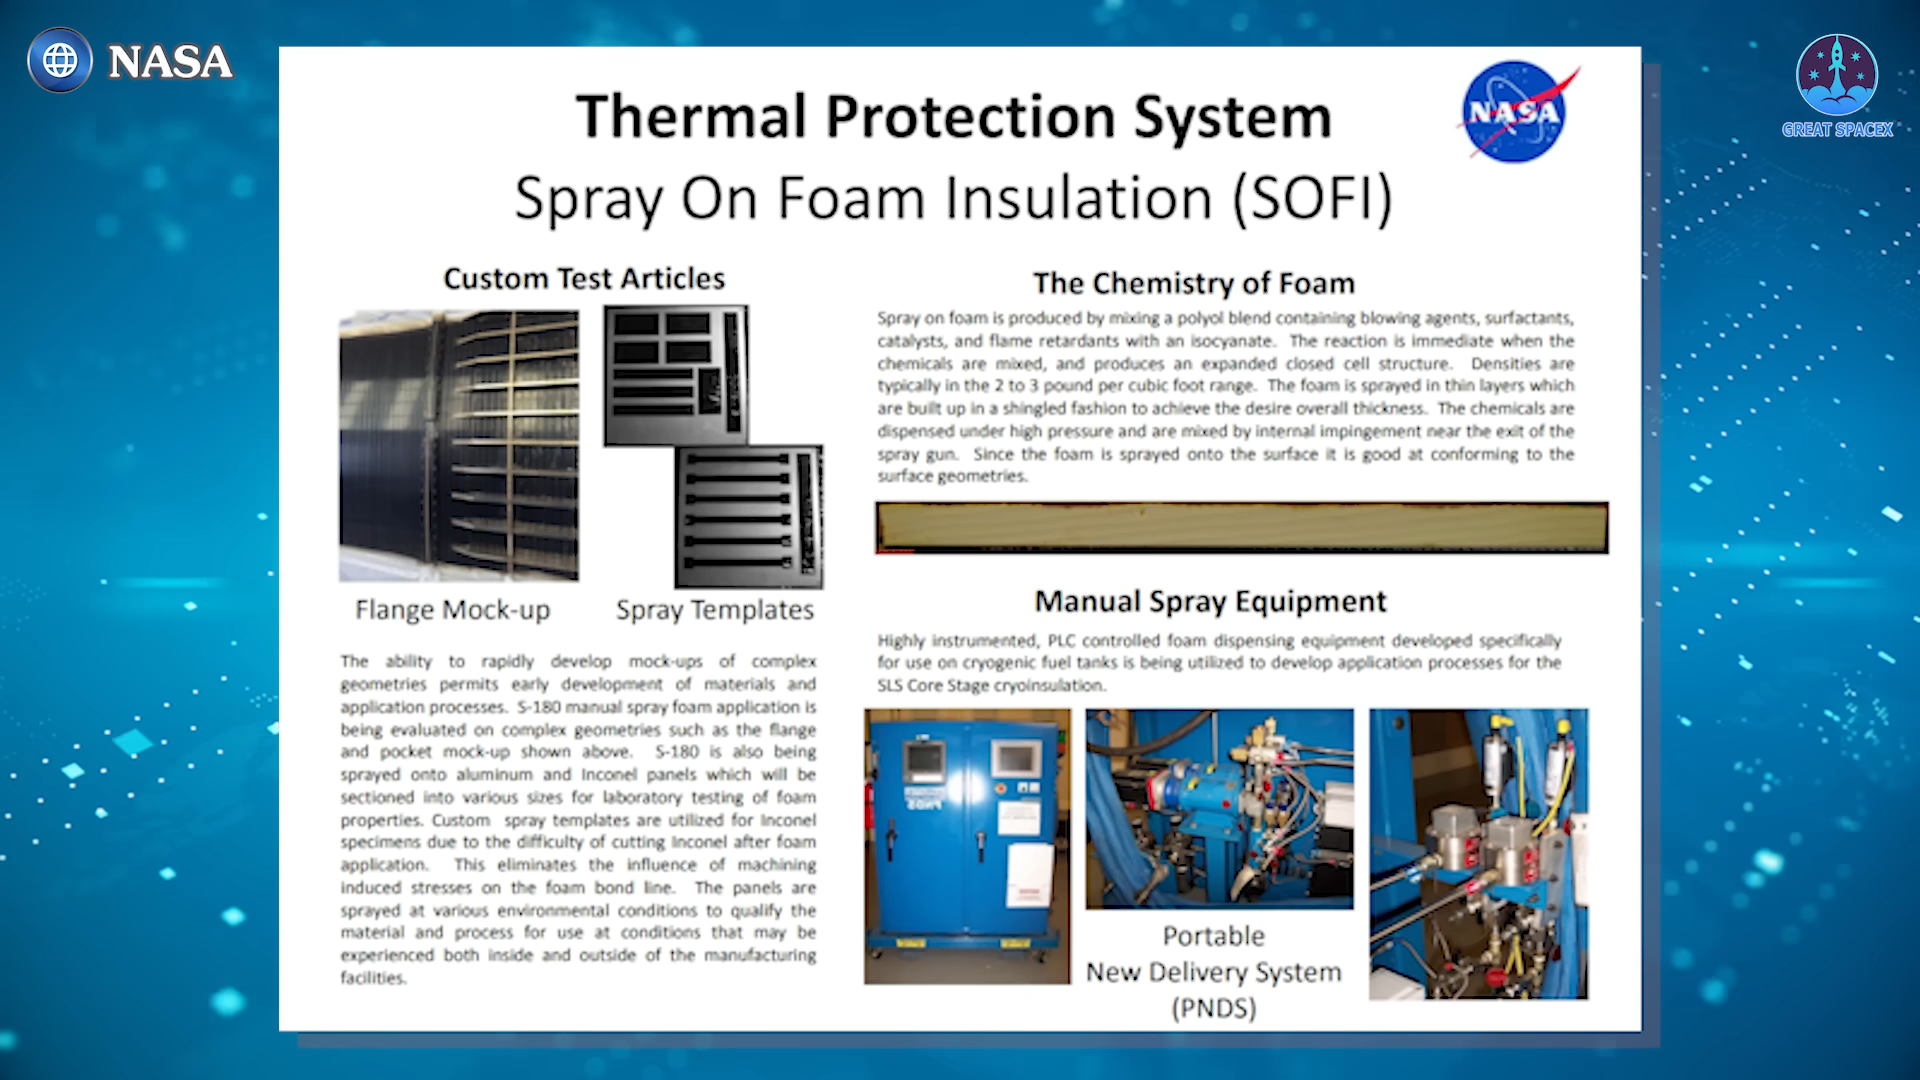 NASA
GREAT SPACEX
NASA
Thermal Protection System
Spray On Foam Insulation (SOFI)
Custom Test Articles
Flange Mock-up
Spray Templates
The ability to rapidly develop mock-ups of complex
geometries permits early development of materials and
application processes. S-180 manual spray foam application is
being evaluated on complex geometries such as the flange
and pocket mock-up shown above. S-180 is also being
sprayed onto aluminum and Inconel panels which will be
sectioned into various sizes for laboratory testing of foam
properties. Custom spray templates are utilized for Inconel
specimens due to the difficulty of cutting Inconel after foam
application. This eliminates the influence of machining
induced stresses on the foam bond line. The panels are
sprayed at various environmental conditions to qualify the
material and process for use at conditions that may be
experienced both inside and outside of the manufacturing
facilities.
The Chemistry of Foam
Spray on foam is produced by mixing a polyol blend containing blowing agents, surfactants,
catalysts, and flame retardants with an isocyanate. The reaction is immediate when the
chemicals are mixed, and produces an expanded closed cell structure. Densities are
typically in the 2 to 3 pound per cubic foot range. The foam is sprayed in thin layers which
are built up in a shingled fashion to achieve the desire overall thickness. The chemicals are
dispensed under high pressure and are mixed by internal impingement near the exit of the
spray gun. Since the foam is sprayed onto the surface it is good at conforming to the
surface geometries.
Manual Spray Equipment
Highly instrumented, PLC controlled foam dispensing equipment developed specifically
for use on cryogenic fuel tanks is being utilized to develop application processes for the
SLS Core Stage cryoinsulation.
Portable
New Delivery System
(PNDS)